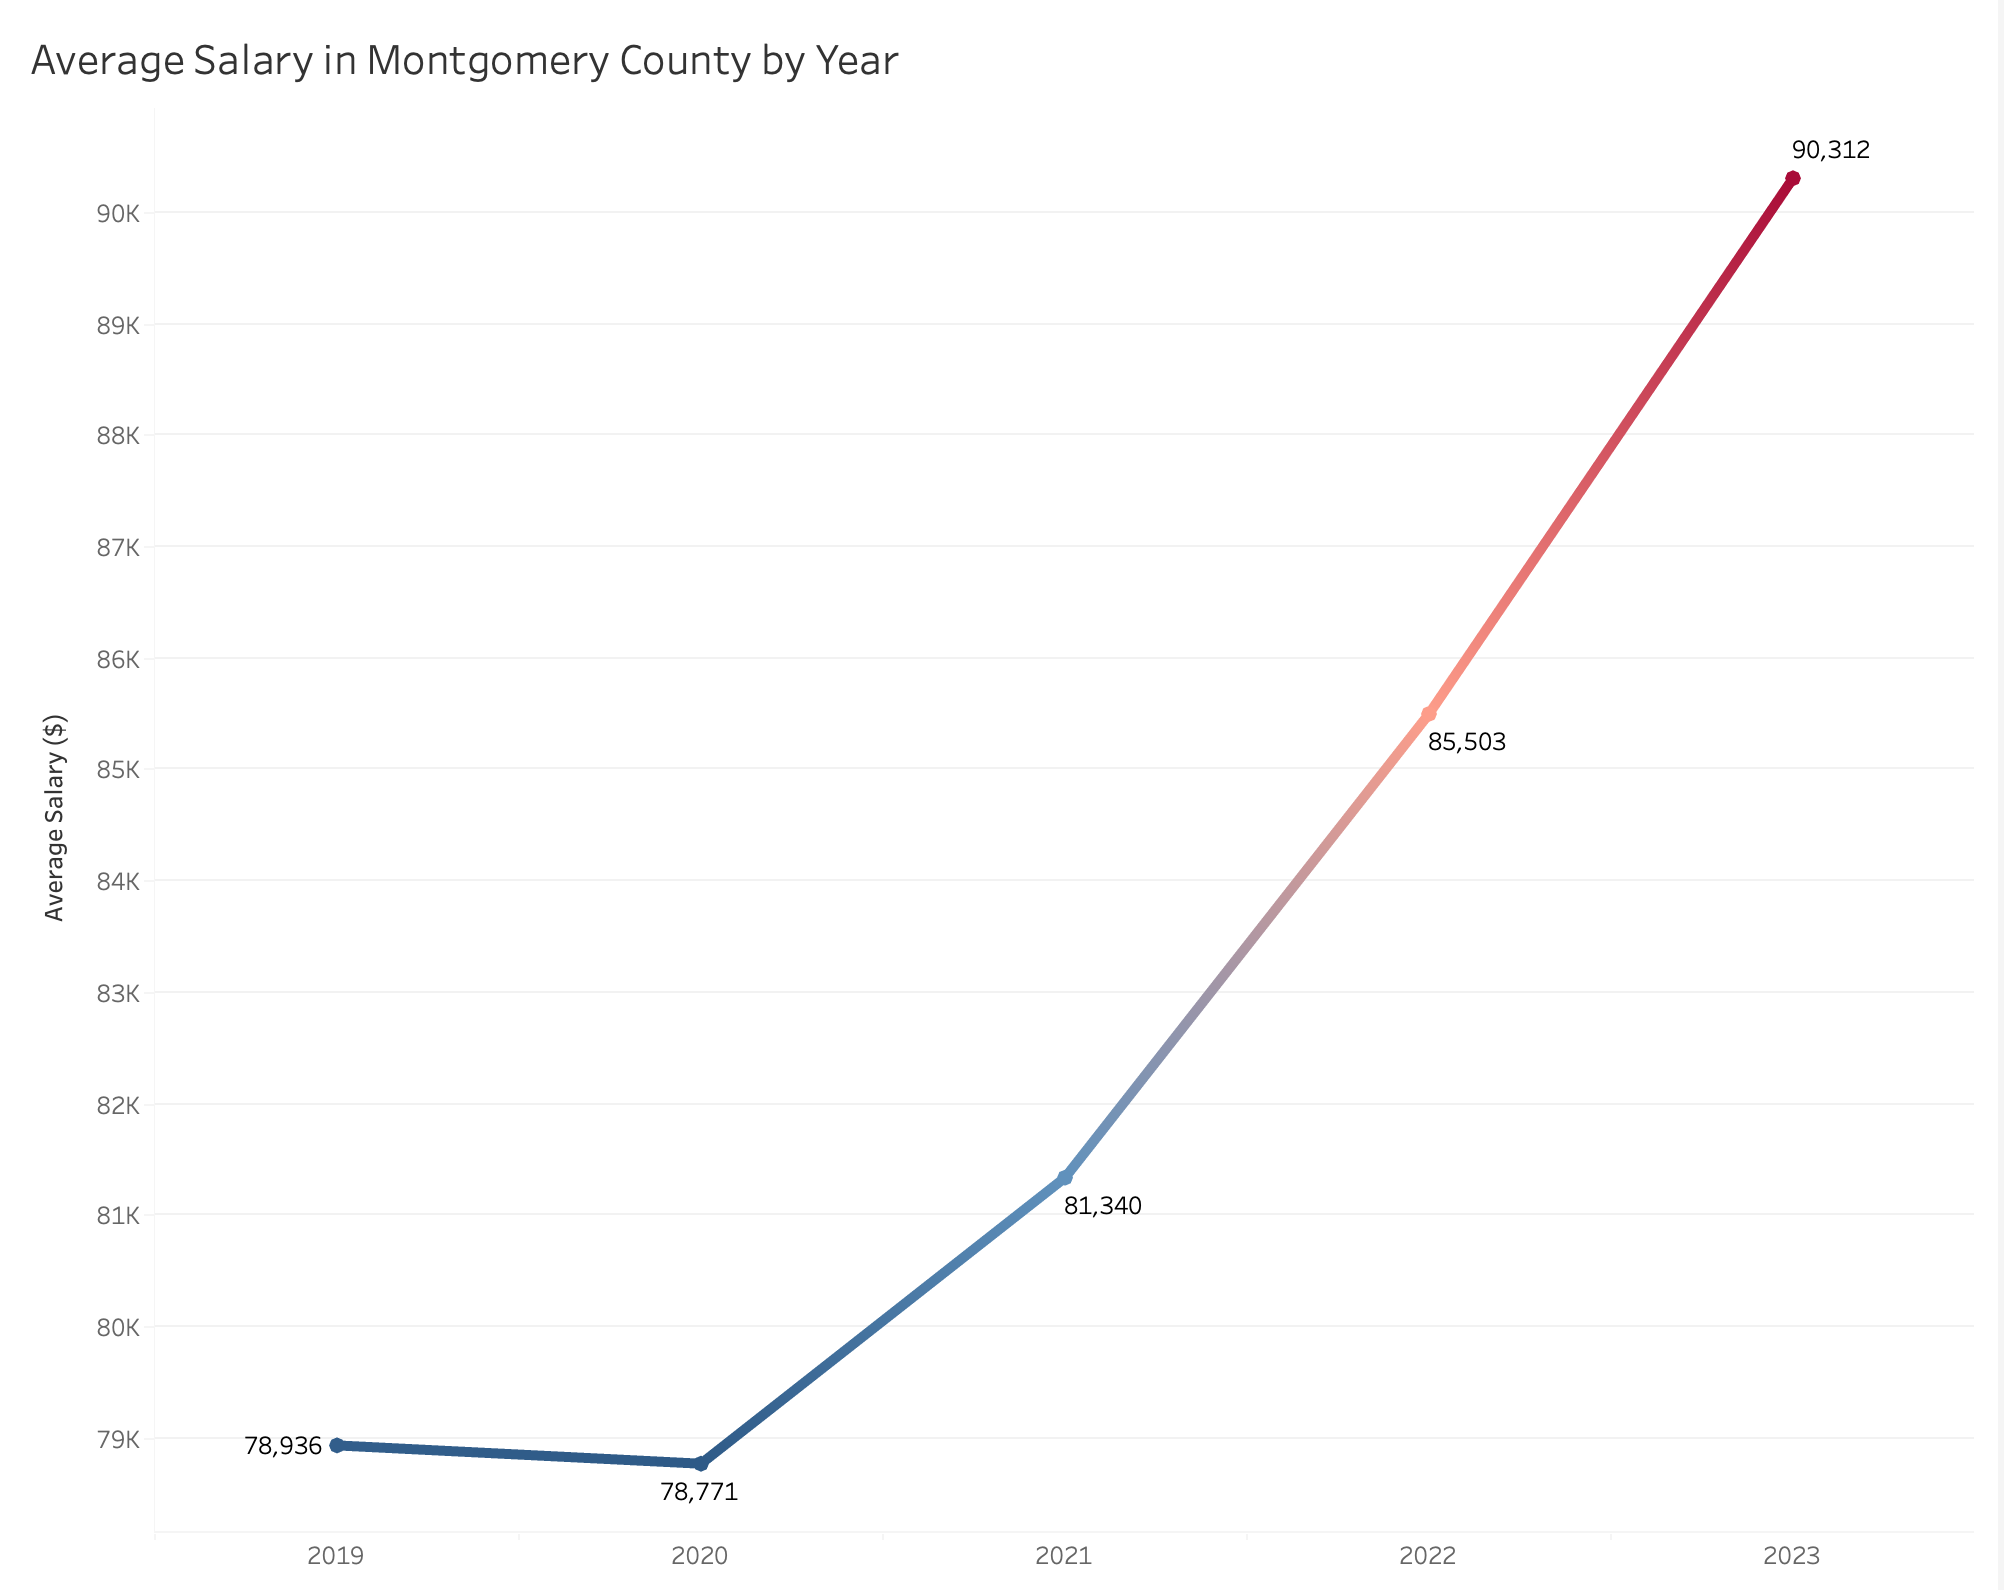 Average Salary in Montgomery County by Year
90,312
90K
89K
88K
87K
86K
85,503
85K
Average Salary ($)
84K
83K
82K
81,340
81K
80K
79K
78,936
78,771
2019 2020 2021 2022 2023